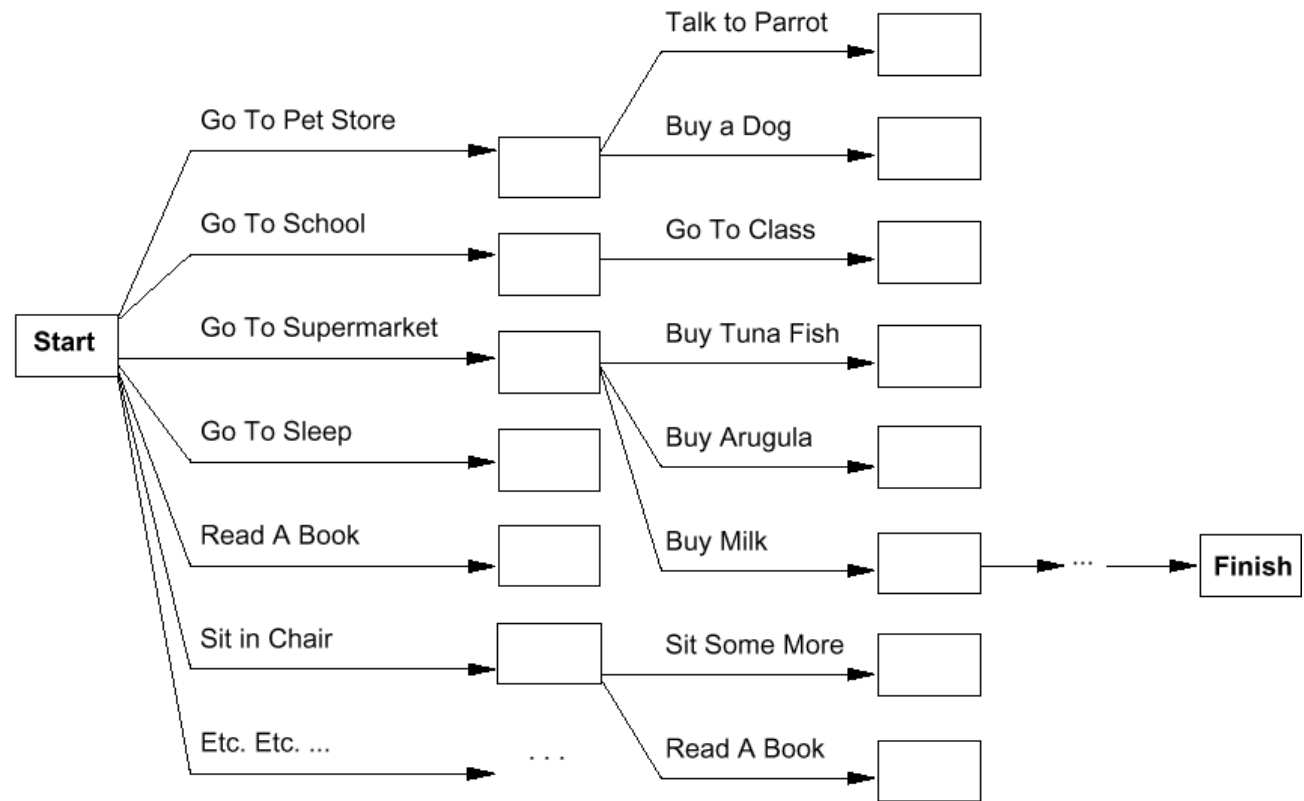 Talk to Parrot
Go To Pet Store
Buy a Dog
Go To School
Go To Class
Start
Go To Supermarket
Buy Tuna Fish
Go To Sleep
Buy Arugula
Read A Book
Buy Milk
...
Finish
Sit in Chair
Sit Some More
Etc. Etc. ...
. . .
Read A Book